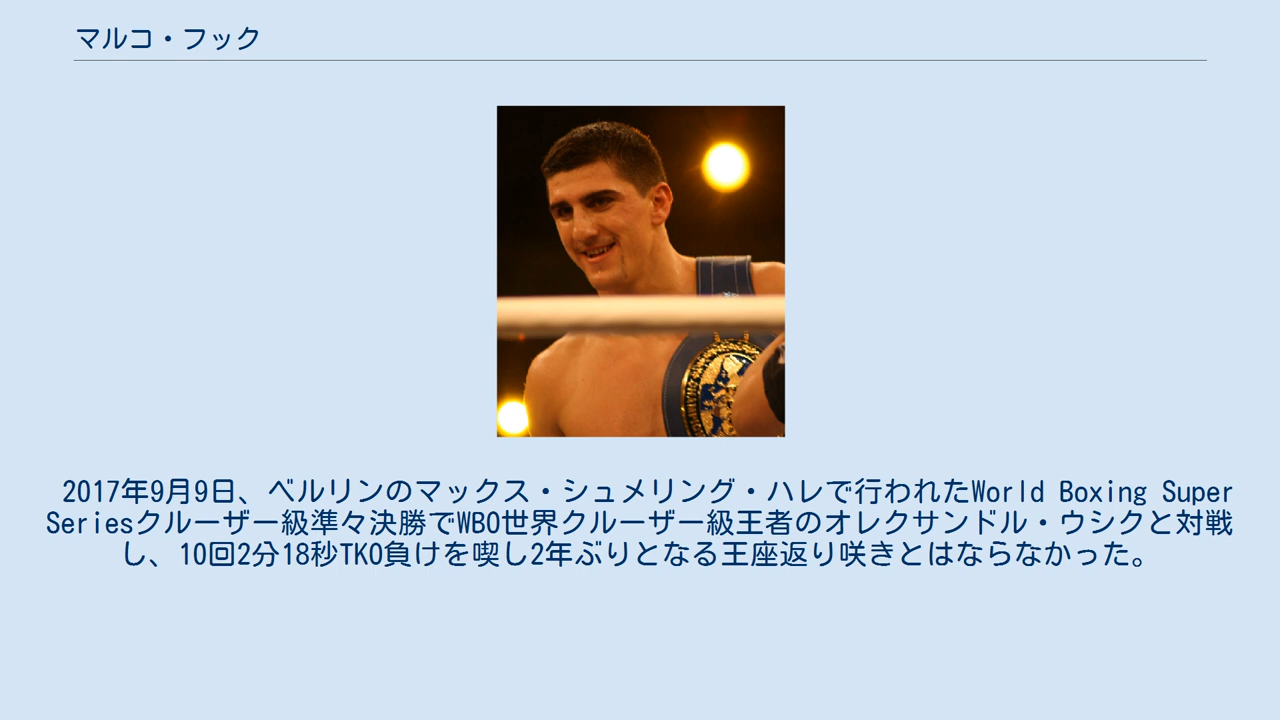 マルコ・フック
2017年9月9日、ベルリンのマックス・シュメリング・ハレで行われたWorld Boxing Super
Seriesクルーザー級準々決勝でWBO世界クルーザー級王者のオレクサンドル・ウシクと対戦
し、10回2分18秒TKO負けを喫し2年ぶりとなる王座返り咲きとはならなかった。